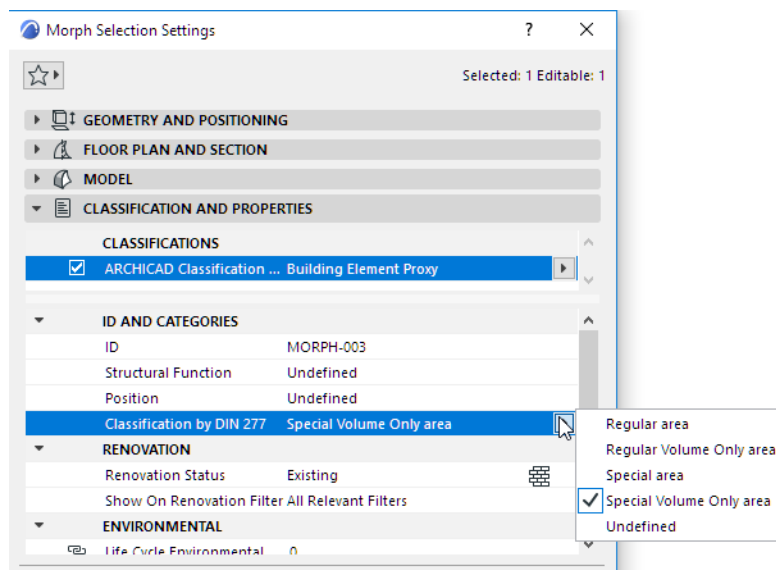 Morph Selection Settings ?
Selected: 1 Editable: 1
GEOMETRY AND POSITIONING
FLOOR PLAN AND SECTION
MODEL
CLASSIFICATION AND PROPERTIES
CLASSIFICATIONS
ARCHICAD Classification ... Building Element Proxy
ID AND CATEGORIES
ID MORPH-003
Structural Function Undefined
Position Undefined
Classification by DIN 277 Special Volume Only area
RENOVATION
Renovation Status Existing
Show On Renovation Filter All Relevant Filters
ENVIRONMENTAL
Life Cycle Environmental 0
Regular area
Regular Volume Only area
Special area
Special Volume Only area
Undefined